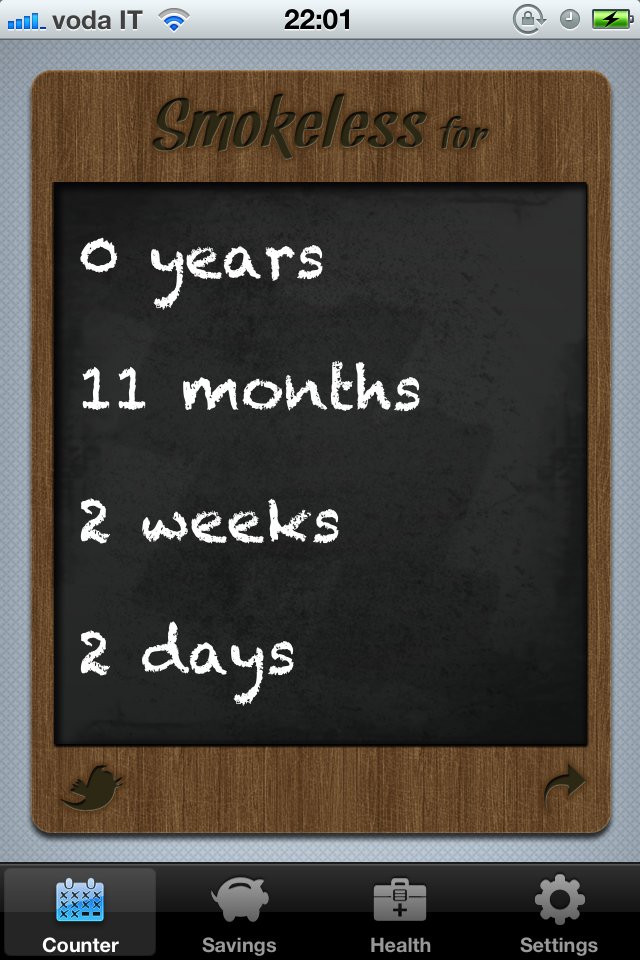 voda IT 22:01
Smokeless for
0 years
11 months
2 weeks
2 days
Counter Savings Health Settings